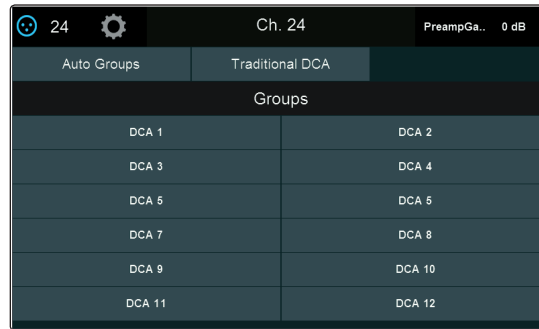 24 Ch. 24 PreampGa.. 0 dB
Auto Groups Traditional DCA
Groups
DCA 1 DCA 2
DCA 3 DCA 4
DCA 5 DCA 5
DCA 7 DCA 8
DCA 9 DCA 10
DCA 11 DCA 12